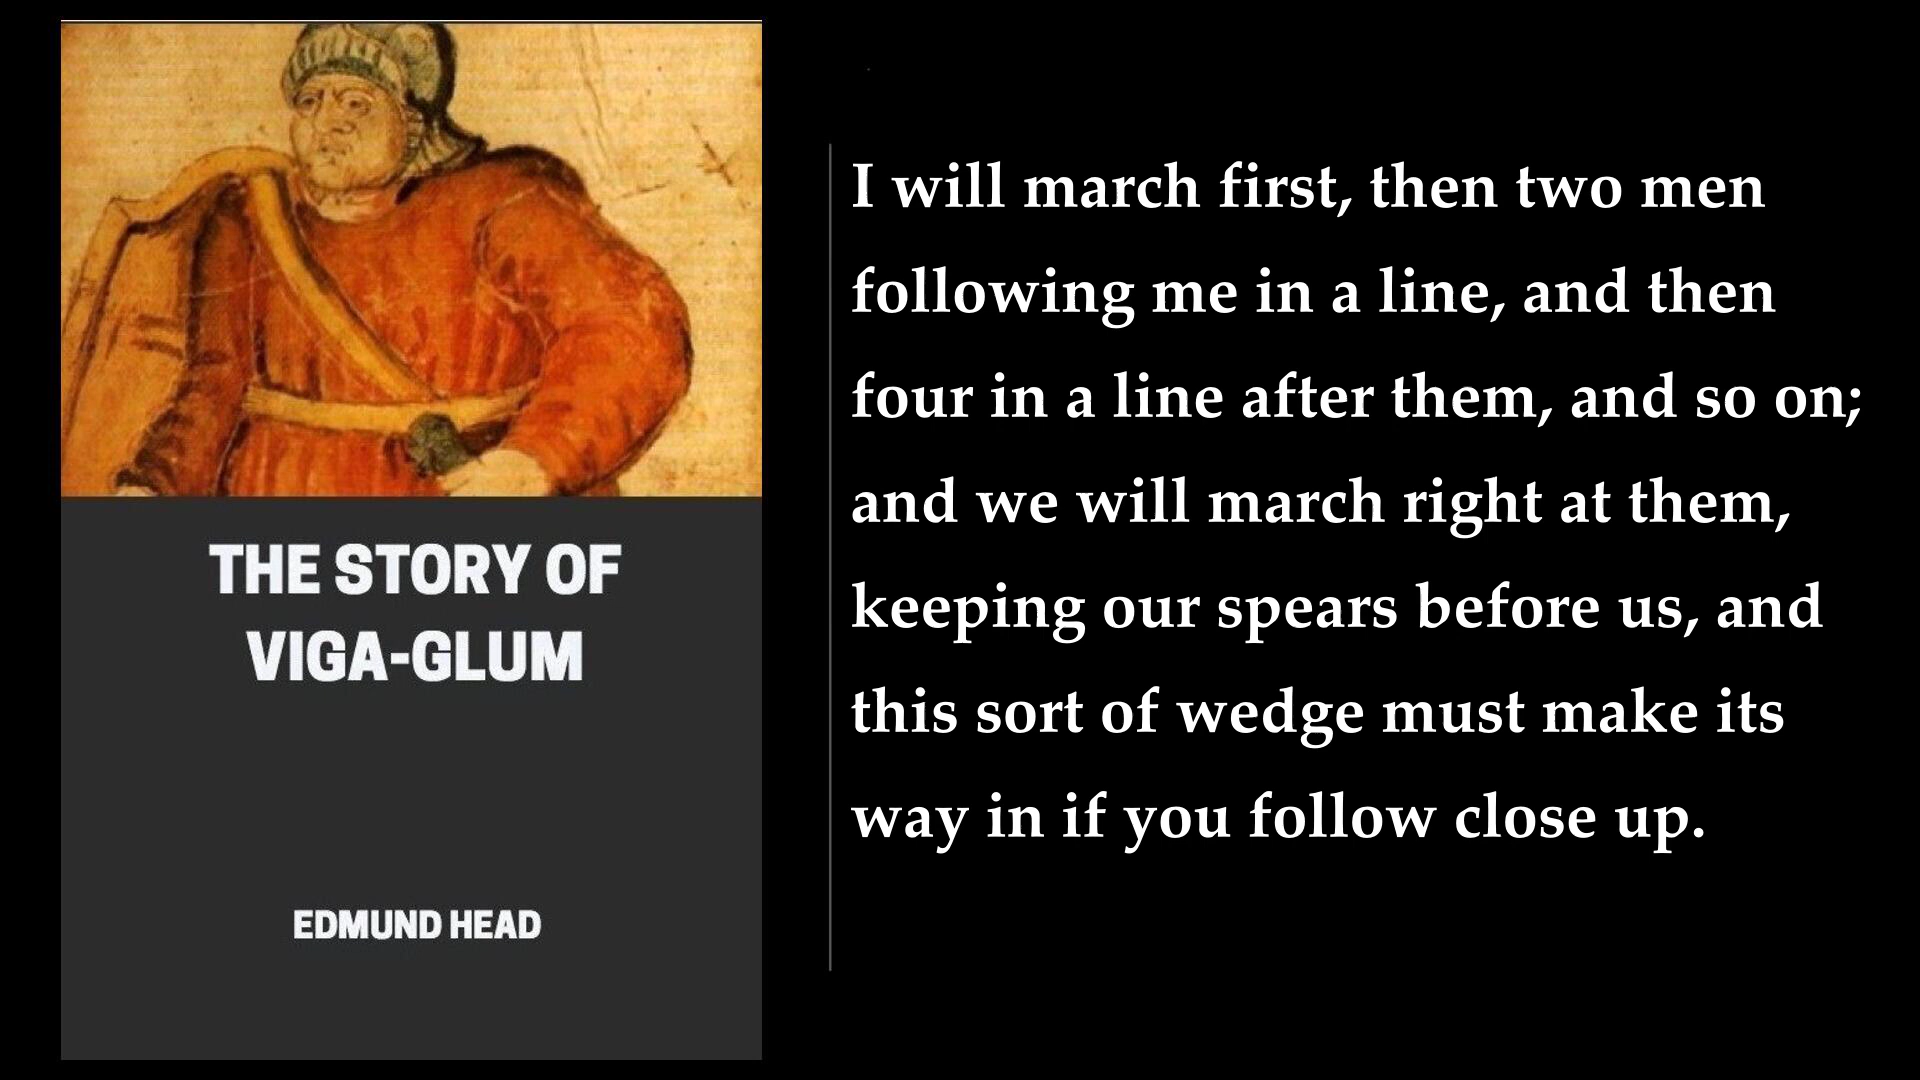 THE STORY OF
VIGA-GLUM
EDMUND HEAD
I will march first, then two men
following me in a line, and then
four in a line after them, and so on;
and we will march right at them,
keeping our spears before us, and
this sort of wedge must make its
way in if you follow close up.